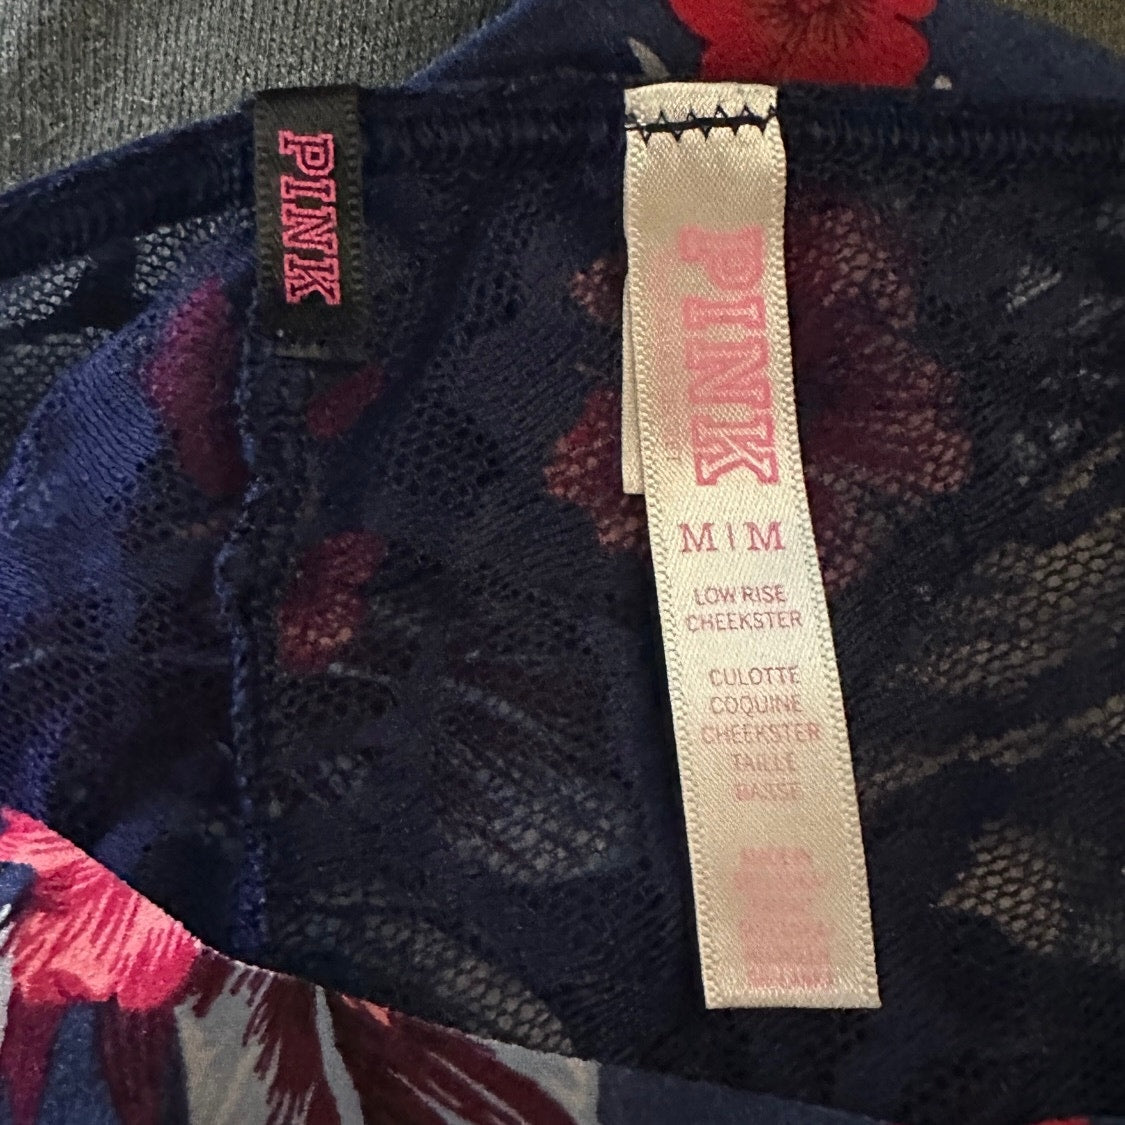 PINK
PINK
M | M
LOW RISE
CHEEKSTER
CULOTTE
COQUINE
CHEEKSTER
TAILLE
BASSE